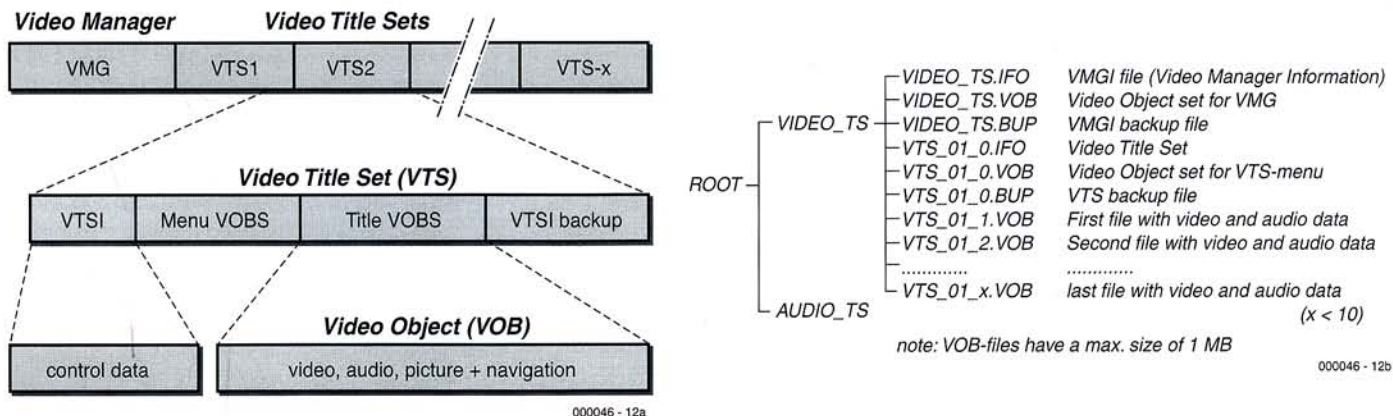 Video Manager
Video Title Sets
VMG
VTS1
VTS2
VTS-x
Video Title Set (VTS)
VTSI
Menu VOBS
Title VOBS
VTSI backup
Video Object (VOB)
control data
video, audio, picture + navigation
000046 - 12a
ROOT
VIDEO_TS
AUDIO_TS
VIDEO_TS.IFO VMGI file (Video Manager Information)
VIDEO_TS.VOB Video Object set for VMG
VIDEO_TS.BUP VMGI backup file
VTS_01_0.IFO Video Title Set
VTS_01_0.VOB Video Object set for VTS-menu
VTS_01_0.BUP VTS backup file
VTS_01_1.VOB First file with video and audio data
VTS_01_2.VOB Second file with video and audio data
............. .............
VTS_01_x.VOB last file with video and audio data
(x < 10)
note: VOB-files have a max. size of 1 MB
000046 - 12b